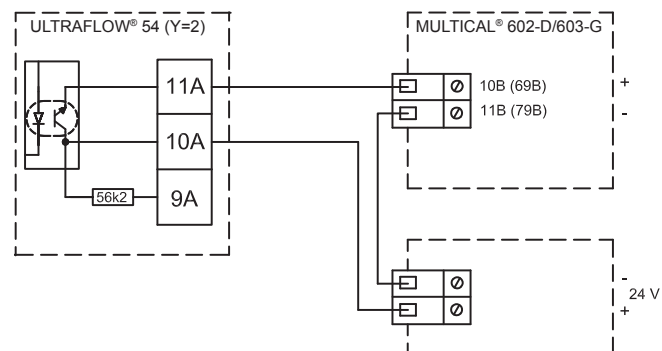 ULTRAFLOW® 54 (Y=2)
MULTICAL® 602-D/603-G
11A
10A
9A
56k2
10B (69B)
11B (79B)
+
-
-
24 V
+